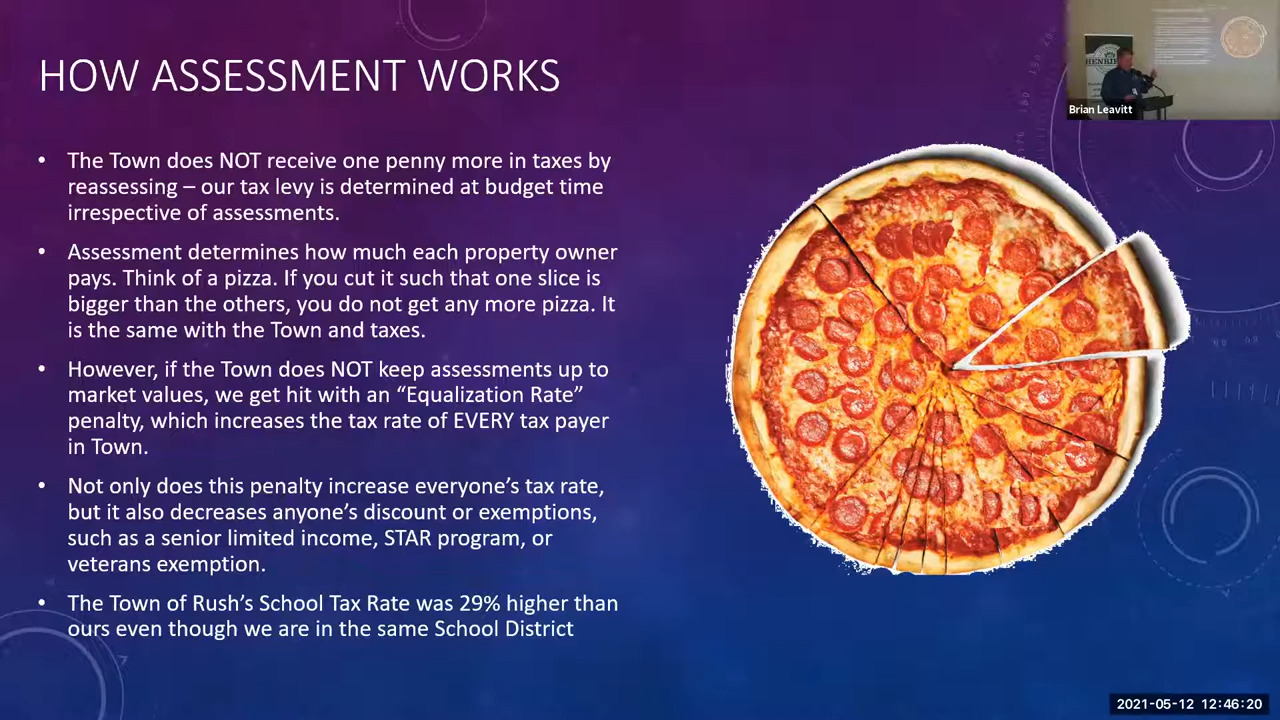 HOW ASSESSMENT WORKS
• The Town does NOT receive one penny more in taxes by
reassessing – our tax levy is determined at budget time
irrespective of assessments.
• Assessment determines how much each property owner
pays. Think of a pizza. If you cut it such that one slice is
bigger than the others, you do not get any more pizza. It
is the same with the Town and taxes.
• However, if the Town does NOT keep assessments up to
market values, we get hit with an “Equalization Rate”
penalty, which increases the tax rate of EVERY tax payer
in Town.
• Not only does this penalty increase everyone’s tax rate,
but it also decreases anyone’s discount or exemptions,
such as a senior limited income, STAR program, or
veterans exemption.
• The Town of Rush’s School Tax Rate was 29% higher than
ours even though we are in the same School District
Brian Leavitt
2021-05-12 12:46:20